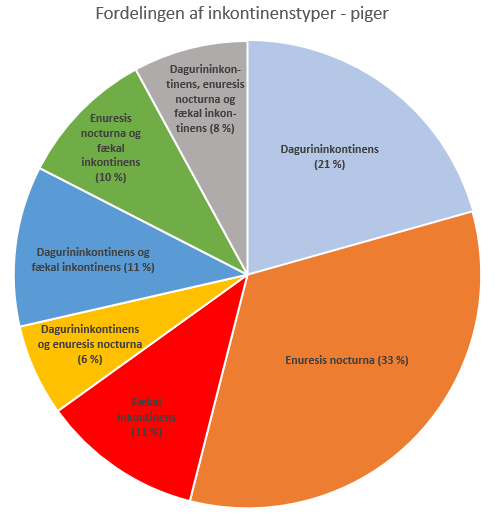 Fordelingen af inkontinenstyper - piger
Dagurininkon-
tinens, enuresis
nocturna og
fækal inkon-
tinens (8 %)
Dagurininkontinens
(21 %)
Enuresis
nocturna og
fækal
inkontinens
(10 %)
Dagurininkontinens og
fækal inkontinens (11 %)
Dagurininkontinens
og enuresis nocturna
(6 %)
Enuresis nocturna (33 %)
Fækal
inkontinens
(11 %)